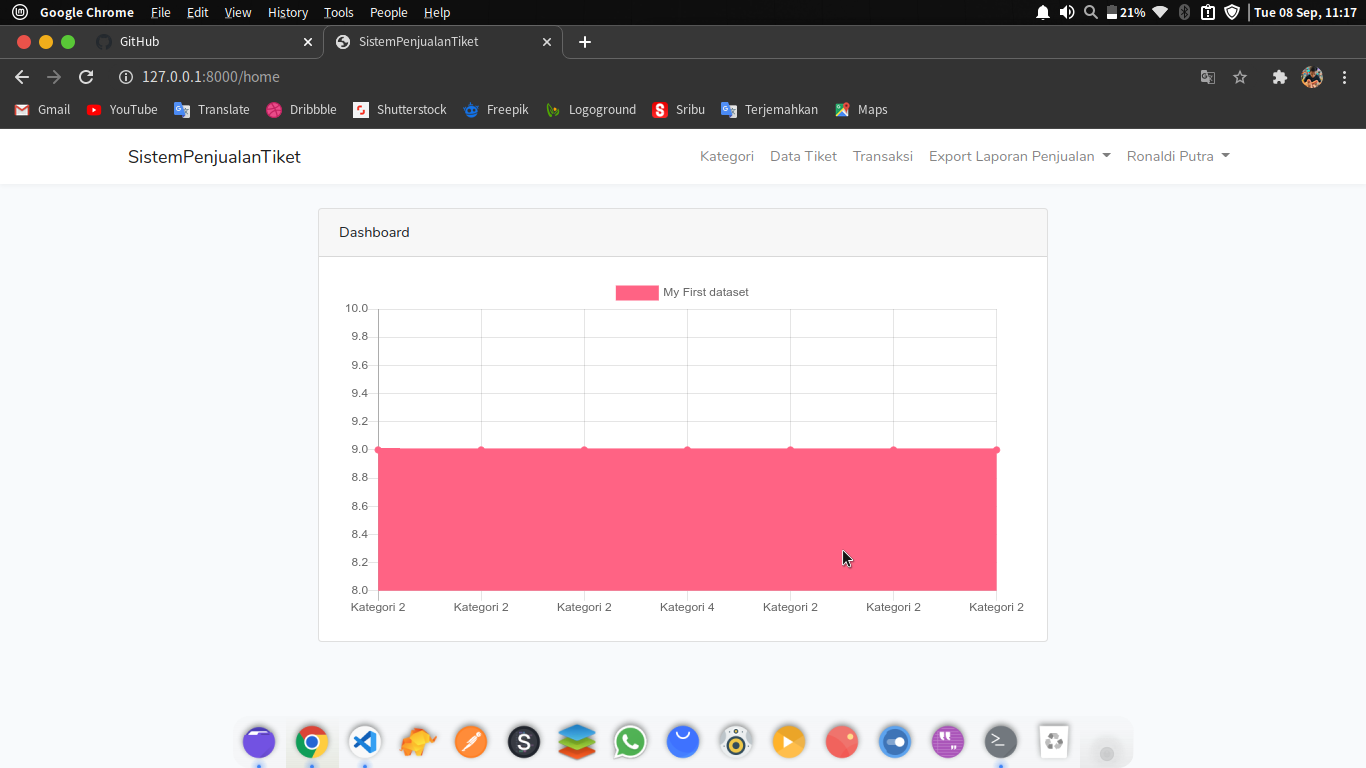 Google Chrome File Edit View History Tools People Help 21% Tue 08 Sep, 11:17
GitHub SistemPenjualanTiket
127.0.0.1:8000/home
Gmail YouTube Translate Dribbble Shutterstock Freepik Logoground Sribu Terjemahkan Maps
SistemPenjualanTiket Kategori Data Tiket Transaksi Export Laporan Penjualan Ronaldi Putra
Dashboard
My First dataset
10.0
9.8
9.6
9.4
9.2
9.0
8.8
8.6
8.4
8.2
8.0
Kategori 2 Kategori 2 Kategori 2 Kategori 4 Kategori 2 Kategori 2 Kategori 2